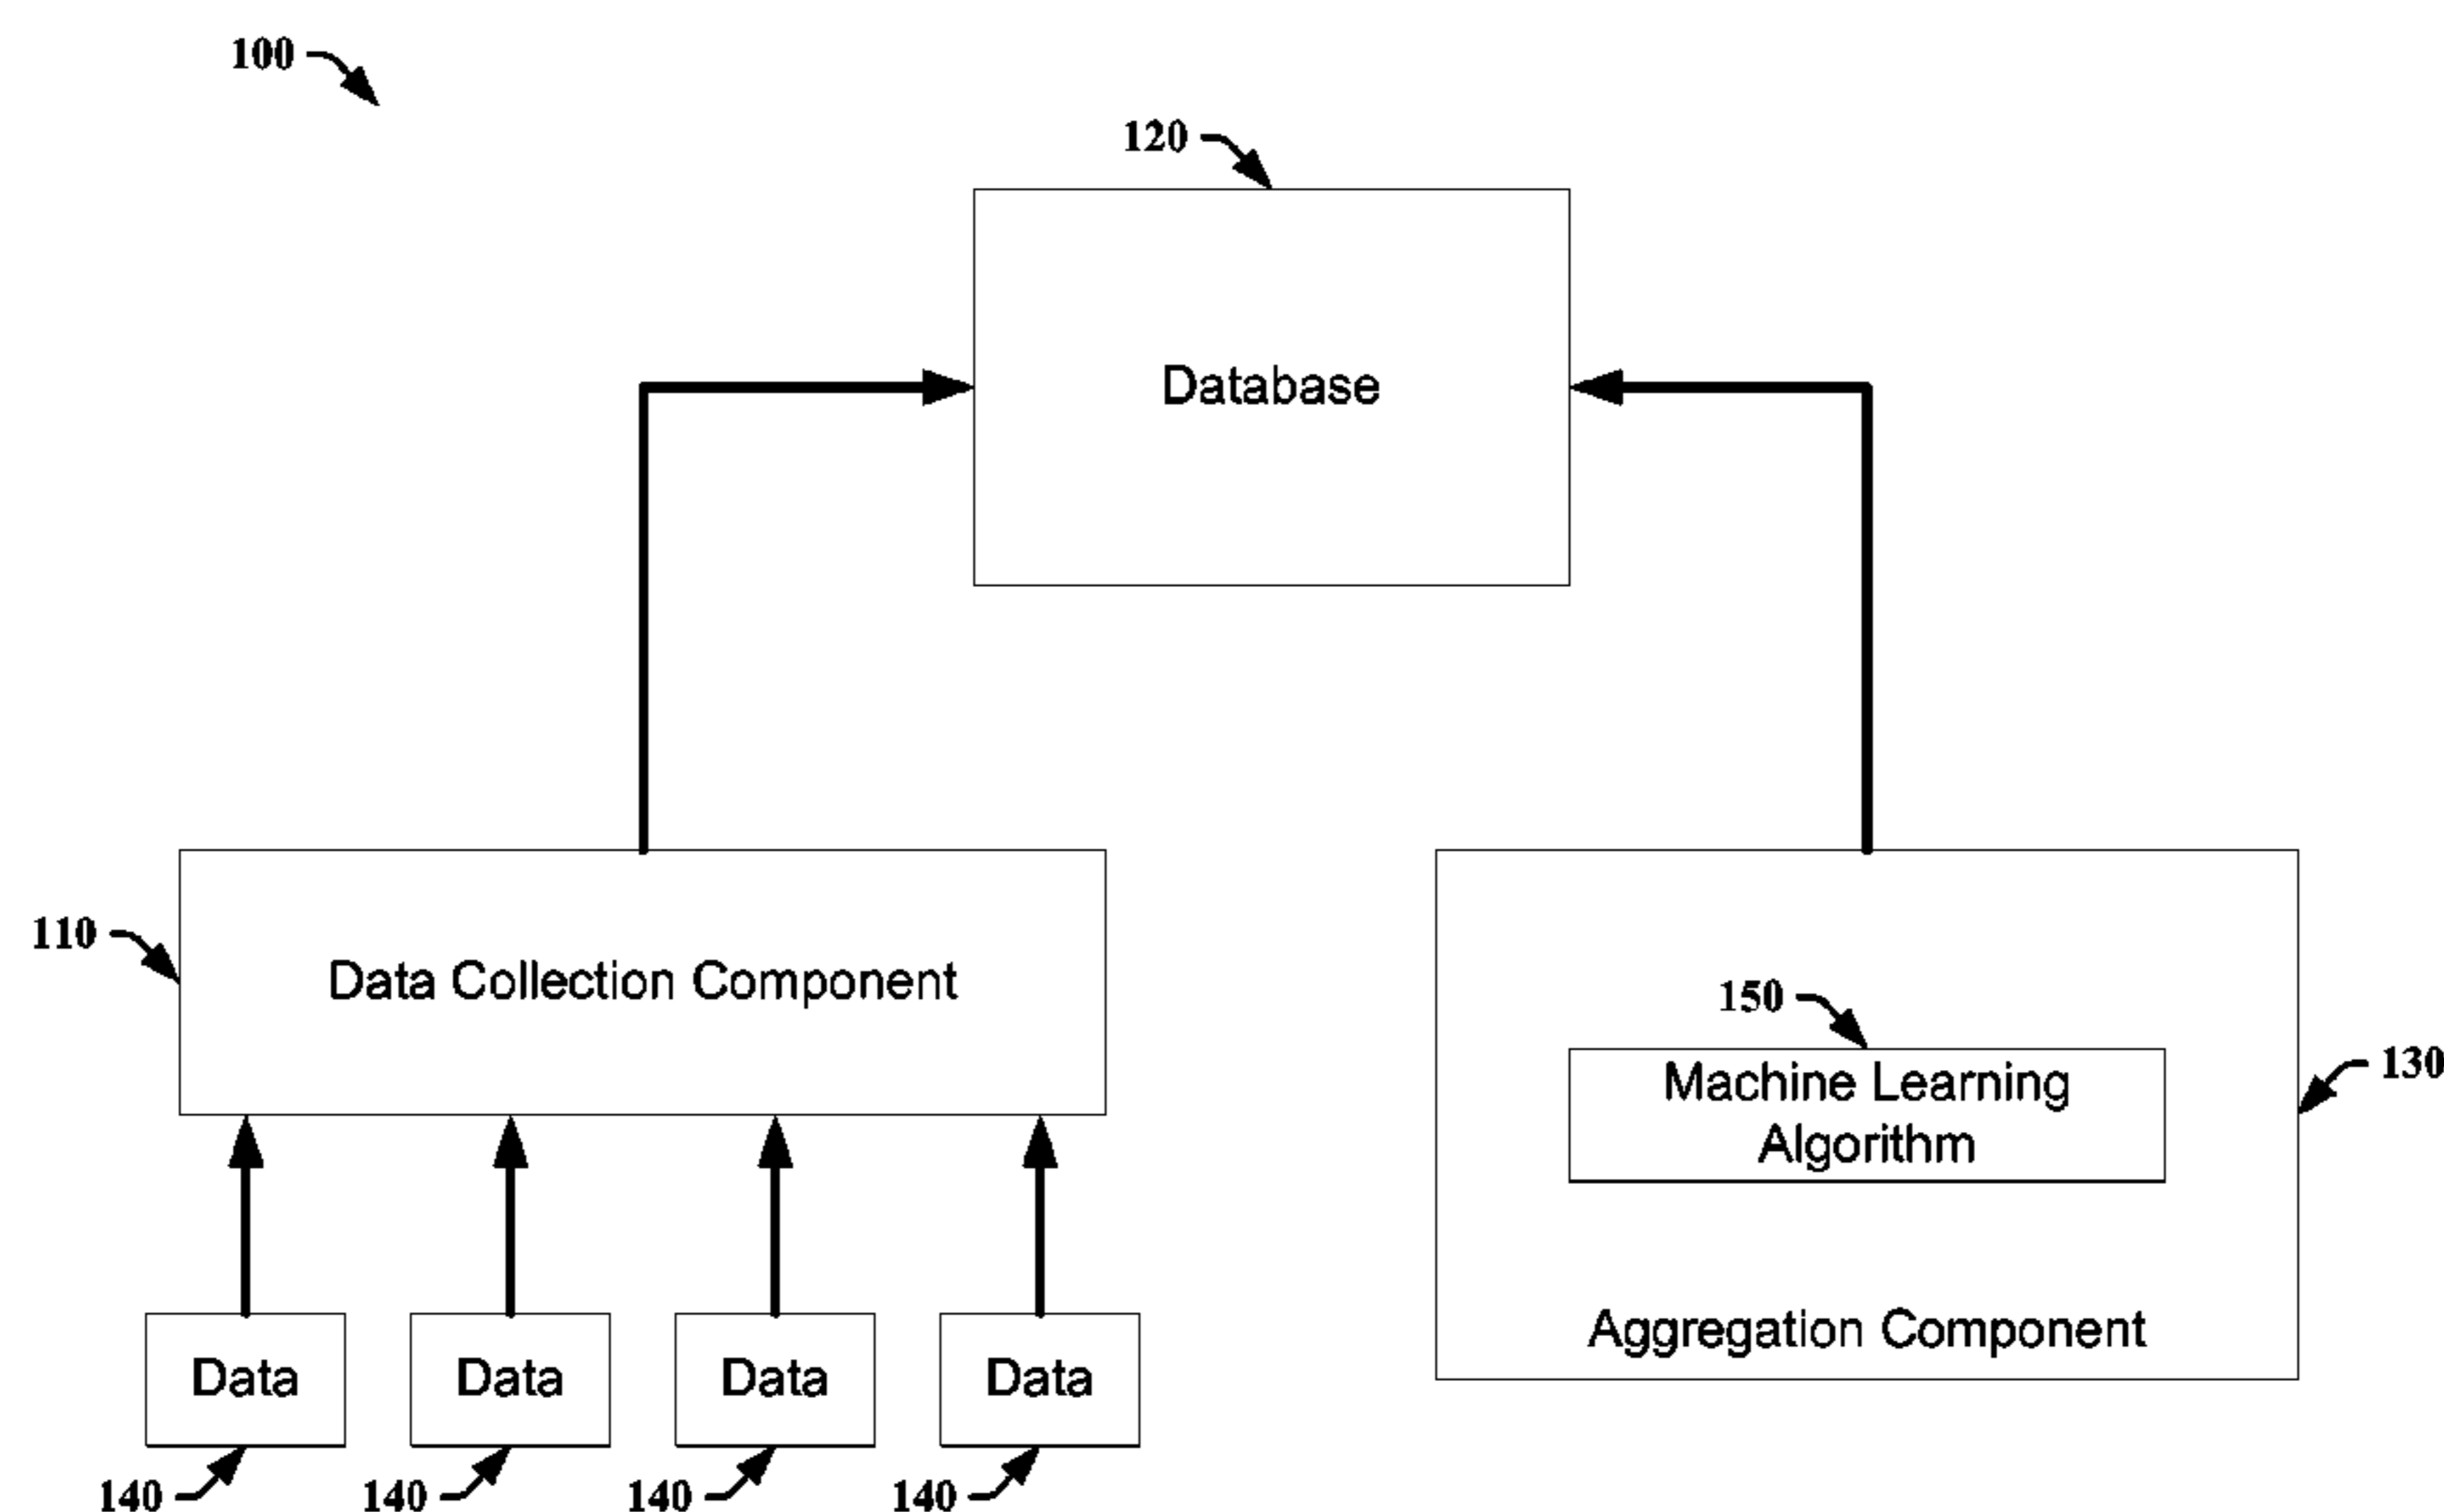 100
120
Database
110
Data Collection Component
150
Machine Learning
Algorithm
130
Aggregation Component
Data
Data
Data
Data
140
140
140
140